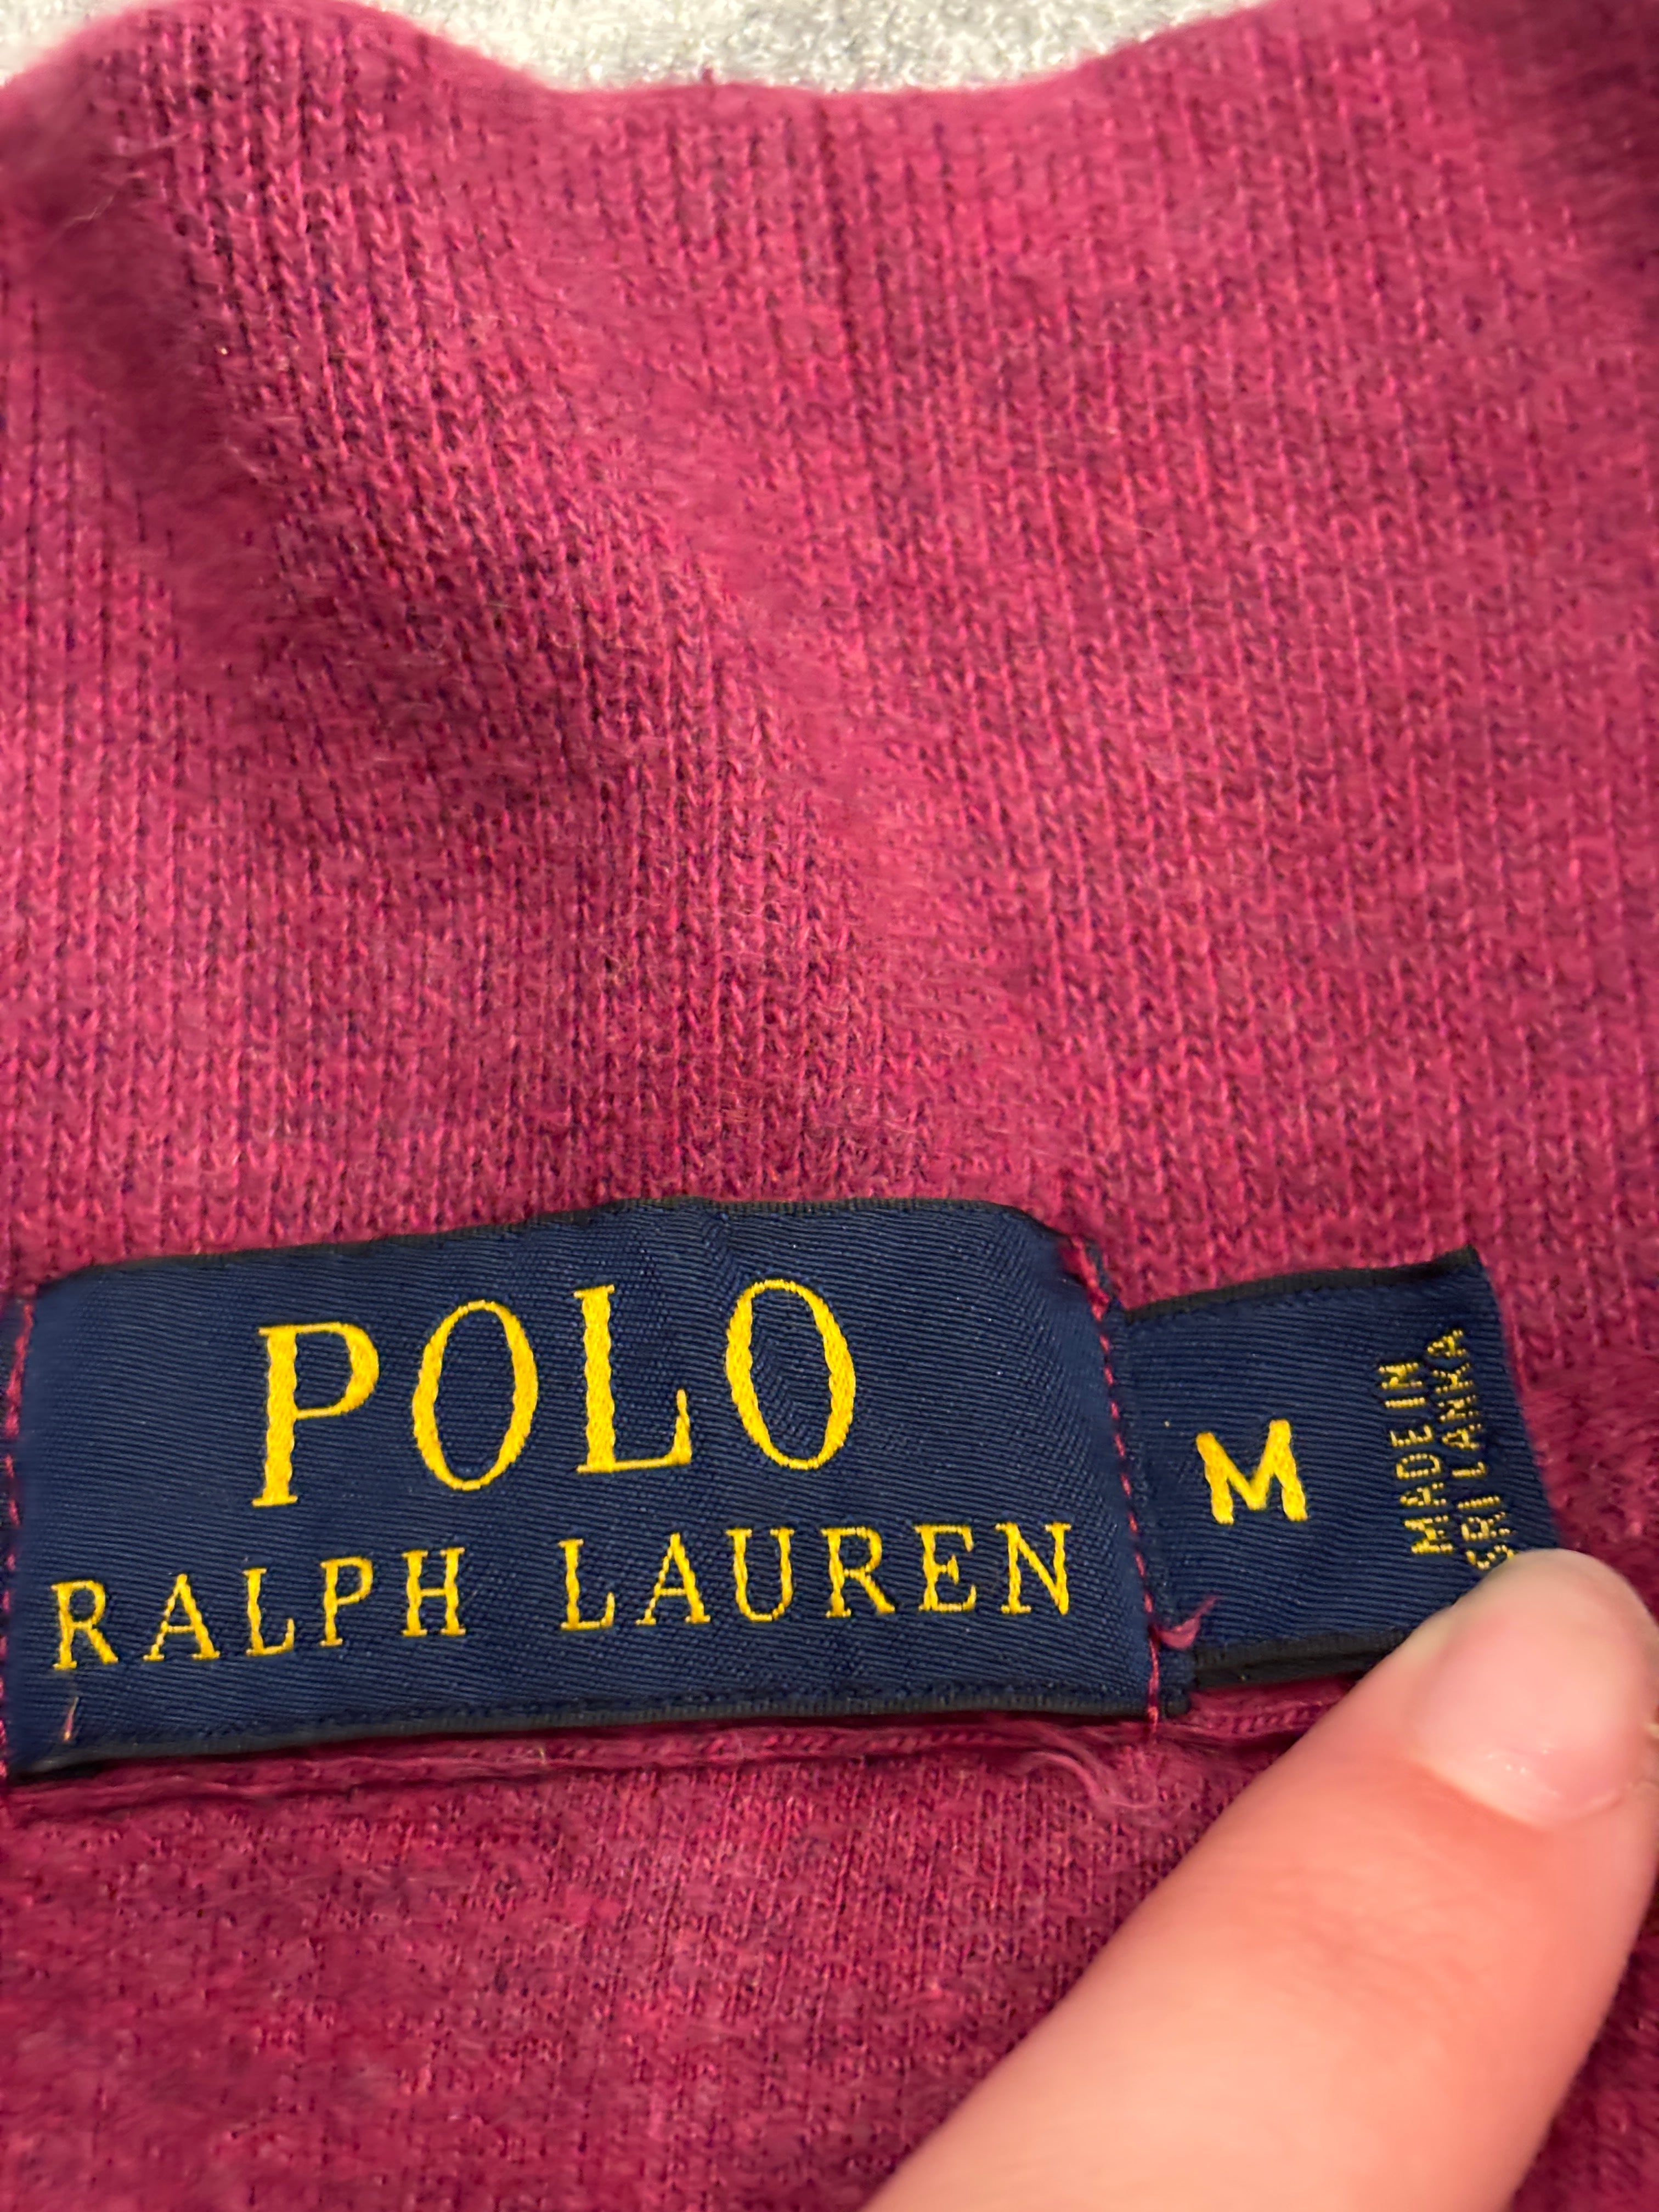 POLO
RALPH LAUREN
M
MADE IN
SRI LANKA